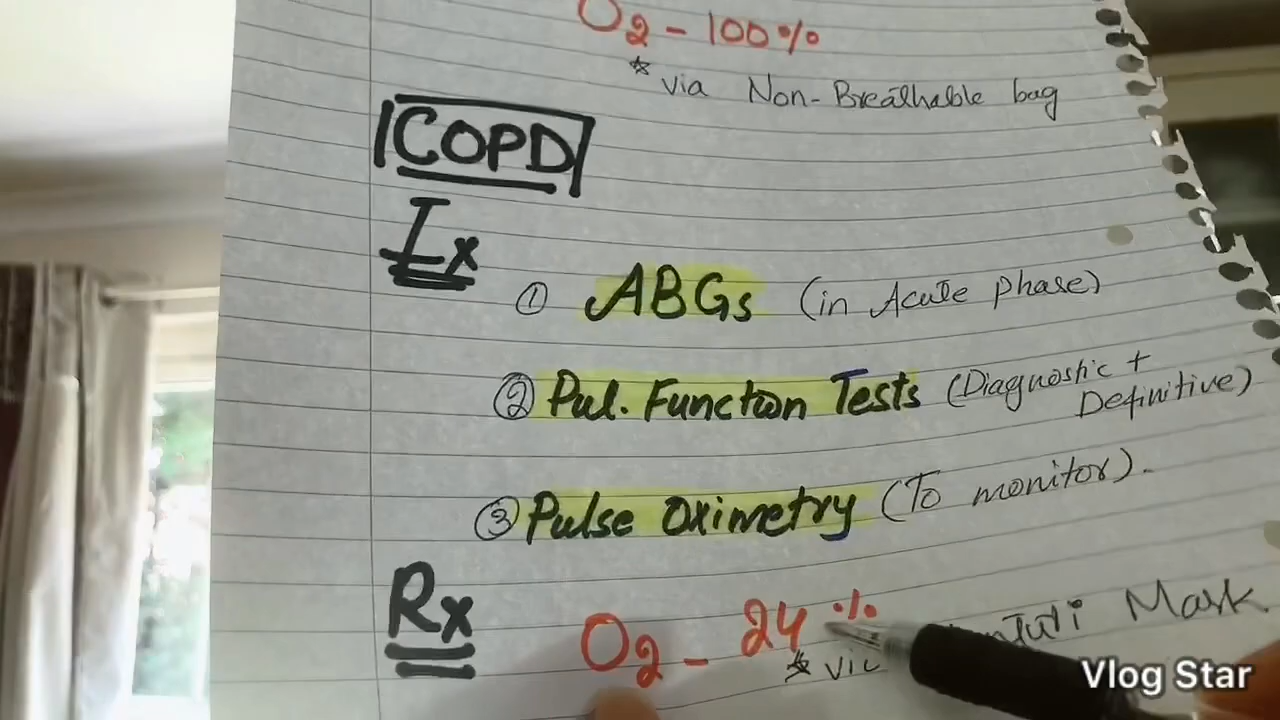 O2 - 100%
* via Non-Breathable bag
COPD
Ix
① ABGs (in Acute phase)
② Pul. Function Tests (Diagnostic + Definitive)
③ Pulse Oximetry (To monitor).
Rx
O2 - 24%
* Mask
Vlog Star